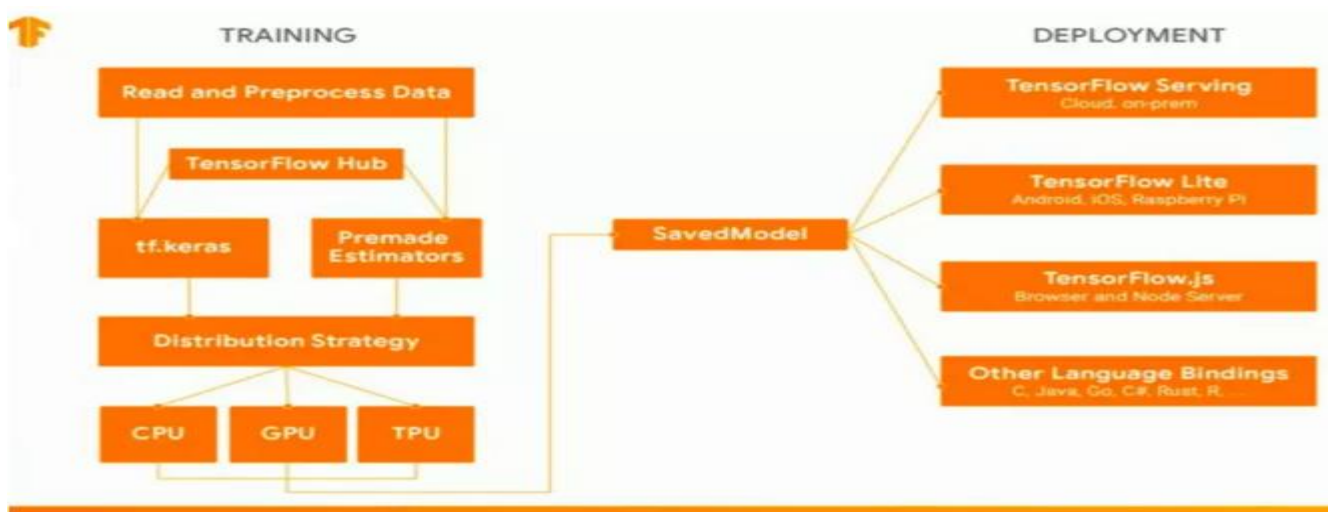 TRAINING
Read and Preprocess Data
TensorFlow Hub
tf.keras
Premade
Estimators
Distribution Strategy
CPU
GPU
TPU
SavedModel
DEPLOYMENT
TensorFlow Serving
Cloud, on-prem
TensorFlow Lite
Android, iOS, Raspberry Pi
TensorFlow.js
Browser and Node Server
Other Language Bindings
C, Java, Go, C#, Rust, R, ...